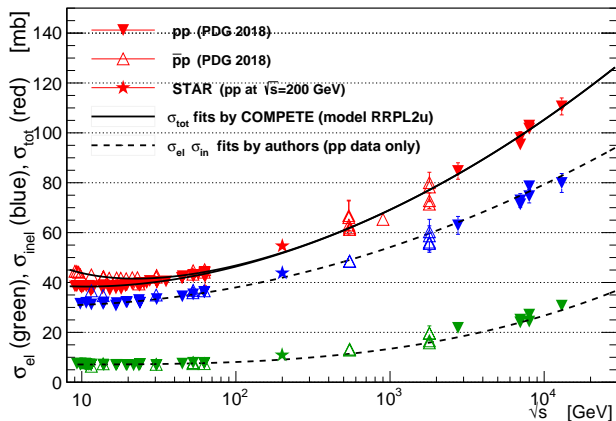 σel (green), σinel (blue), σtot (red) [mb]
140
120
100
80
60
40
20
0
pp (PDG 2018)
p̄p (PDG 2018)
STAR (pp at √s=200 GeV)
σtot fits by COMPETE (model RRPL2u)
σel σin fits by authors (pp data only)
10 10² 10³ 10⁴
√s [GeV]